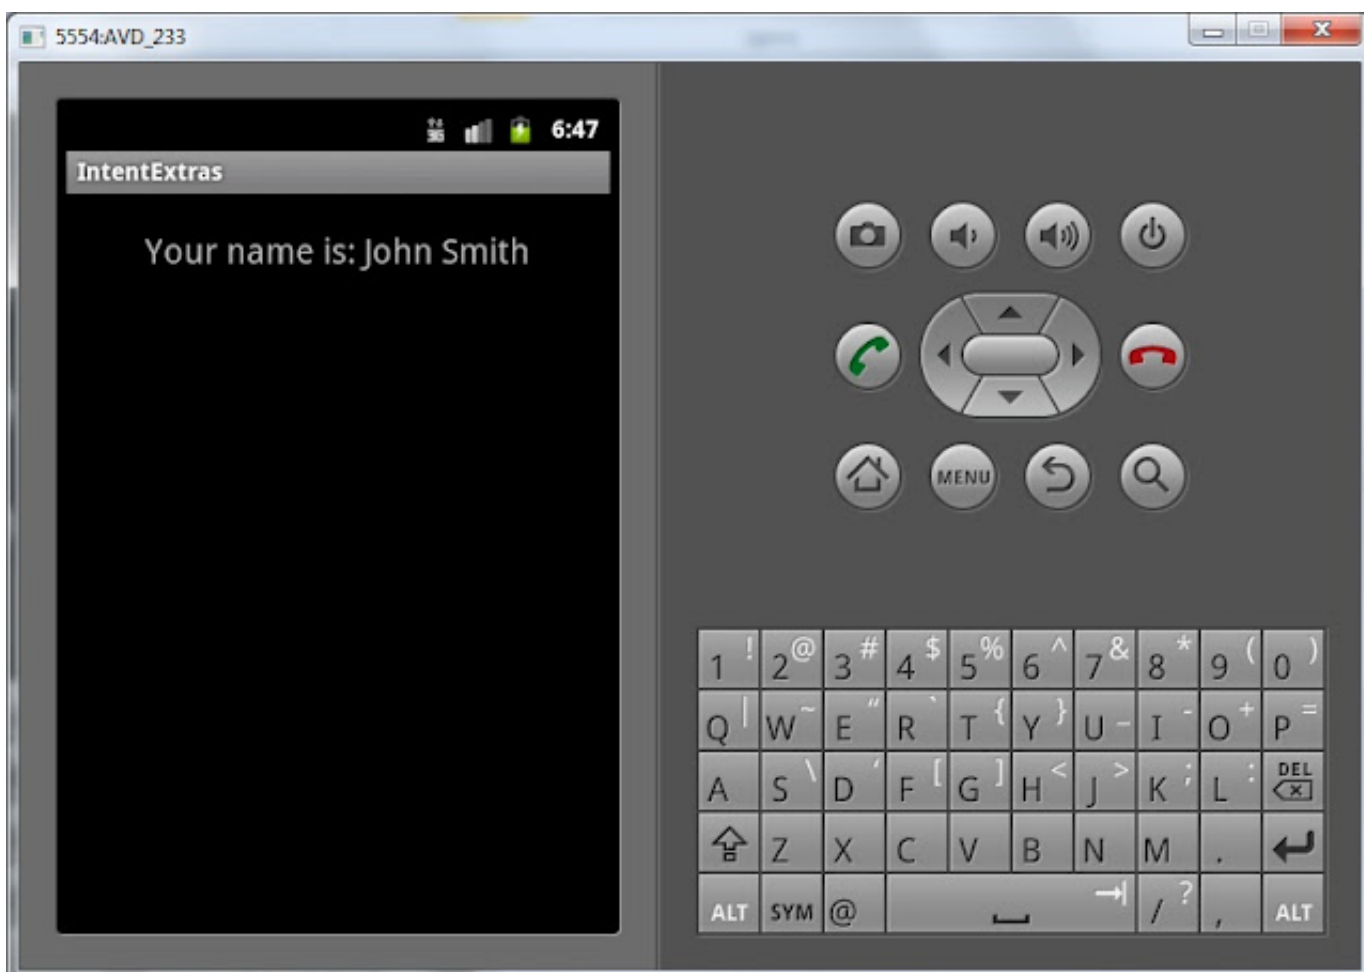 5554:AVD_233
3G 6:47
IntentExtras
Your name is: John Smith
MENU
1 ! 2 @ 3 # 4 $ 5 % 6 ^ 7 & 8 * 9 ( 0 )
Q | W ~ E " R ` T { Y } U _ I - O + P =
A S \ D ' F [ G ] H < J > K ; L : DEL
Z X C V B N M .
ALT SYM @ / ? , ALT